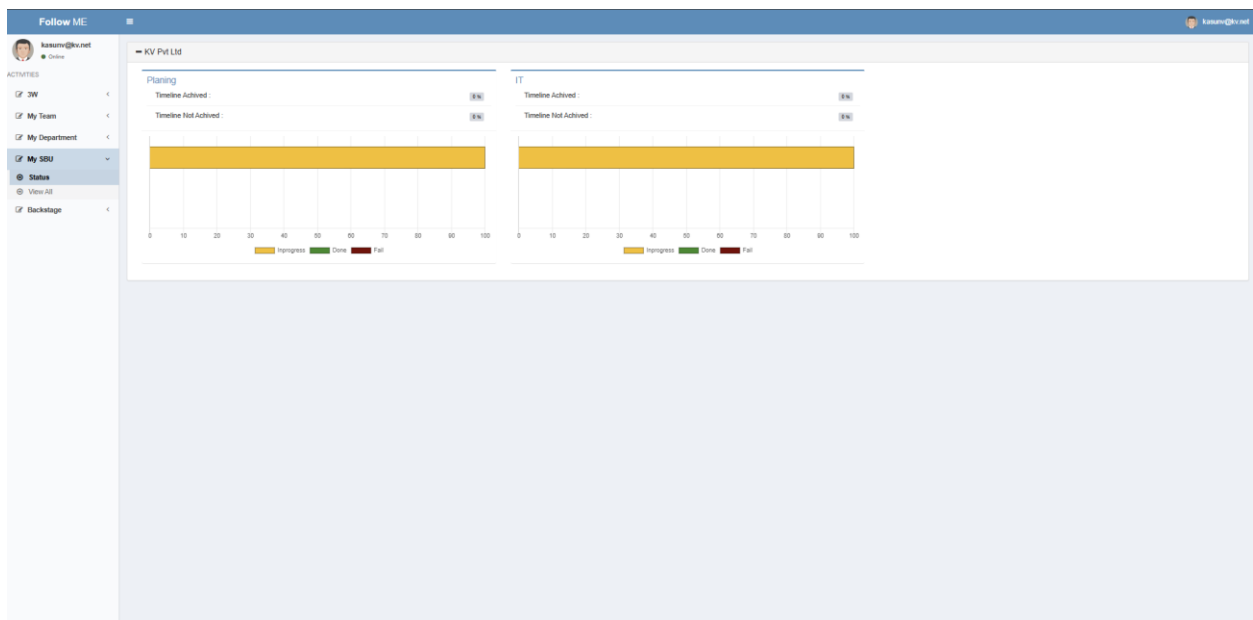 Follow ME
kasunv@kv.net
kasunv@kv.net
Online
ACTIVITIES
3W
My Team
My Department
My SBU
Status
View All
Backstage
KV Pvt Ltd
Planing
Timeline Achived :
0 %
Timeline Not Achived :
0 %
0 10 20 30 40 50 60 70 80 90 100
Inprogress Done Fail
IT
Timeline Achived :
0 %
Timeline Not Achived :
0 %
0 10 20 30 40 50 60 70 80 90 100
Inprogress Done Fail